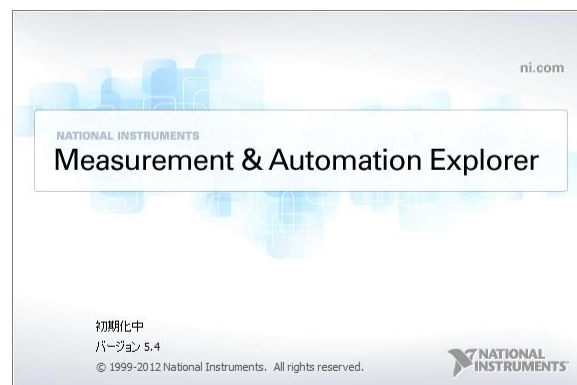 ni.com
NATIONAL INSTRUMENTS
Measurement & Automation Explorer
初期化中
バージョン 5.4
© 1999-2012 National Instruments. All rights reserved.
NATIONAL
INSTRUMENTS